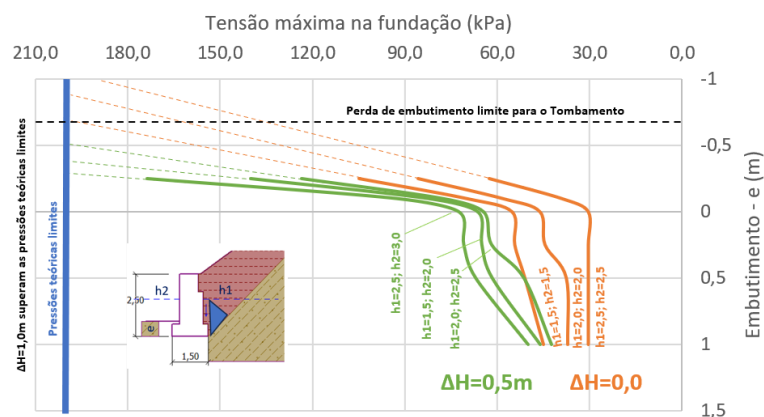 Tensão máxima na fundação (kPa)
210,0 180,0 150,0 120,0 90,0 60,0 30,0 0,0
-1
Perda de embutimento limite para o Tombamento
-0,5
0
0,5
1
1,5
Embutimento - e (m)
ΔH=1,0m superam as pressões teóricas limites
Pressões teóricas limites
h2
h1
2,50
e
1,50
h1=2,5; h2=3,0
h1=1,5; h2=2,0
h1=2,0; h2=2,5
h1=1,5; h2=1,5
h1=2,0; h2=2,0
h1=2,5; h2=2,5
ΔH=0,5m
ΔH=0,0